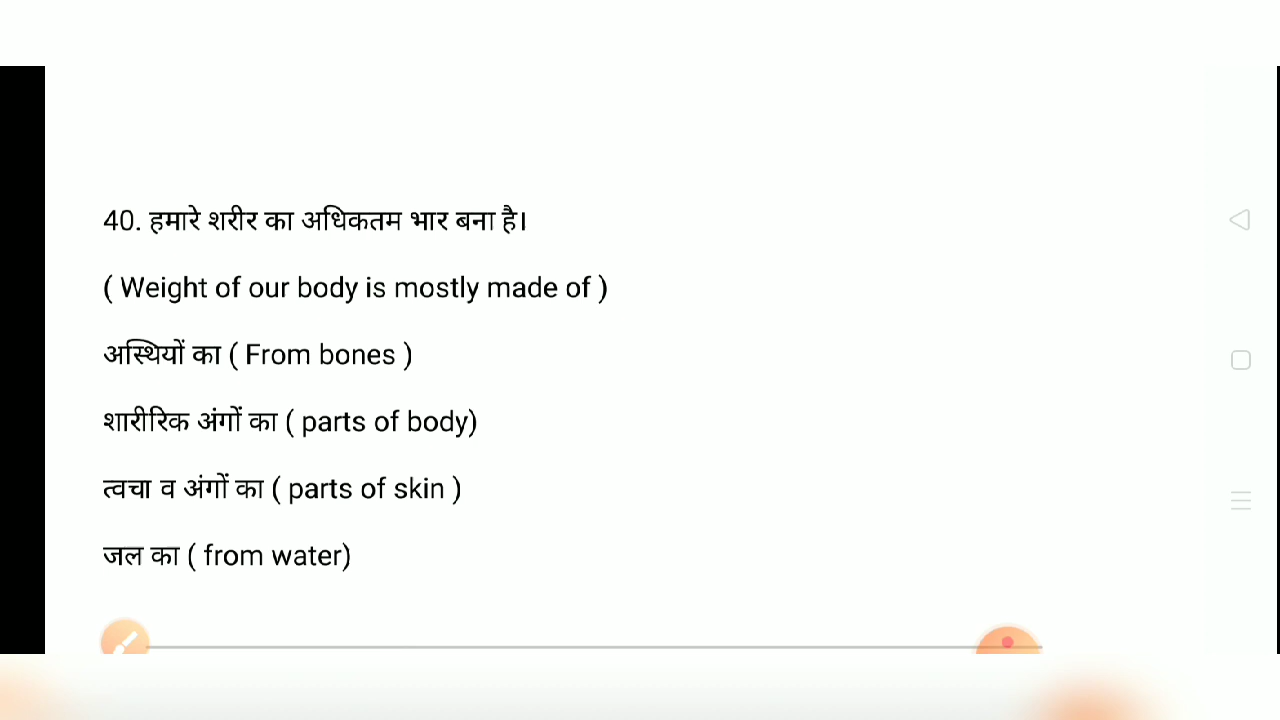 40. हमारे शरीर का अधिकतम भार बना है।
( Weight of our body is mostly made of )
अस्थियों का ( From bones )
शारीरिक अंगों का ( parts of body)
त्वचा व अंगों का ( parts of skin )
जल का ( from water)